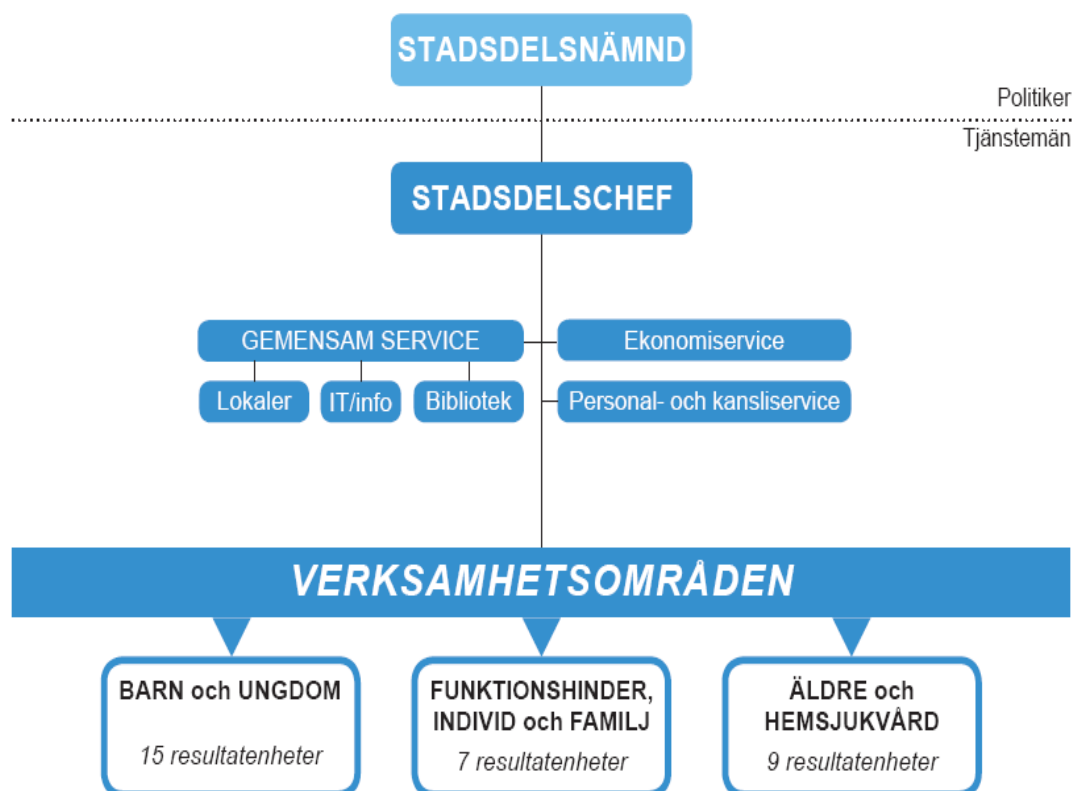 STADSDELSNÄMND
Politiker
Tjänstemän
STADSDELSCHEF
GEMENSAM SERVICE
Ekonomiservice
Lokaler
IT/info
Bibliotek
Personal- och kansliservice
VERKSAMHETSOMRÅDEN
BARN och UNGDOM
15 resultatenheter
FUNKTIONSHINDER,
INDIVID och FAMILJ
7 resultatenheter
ÄLDRE och
HEMSJUKVÅRD
9 resultatenheter